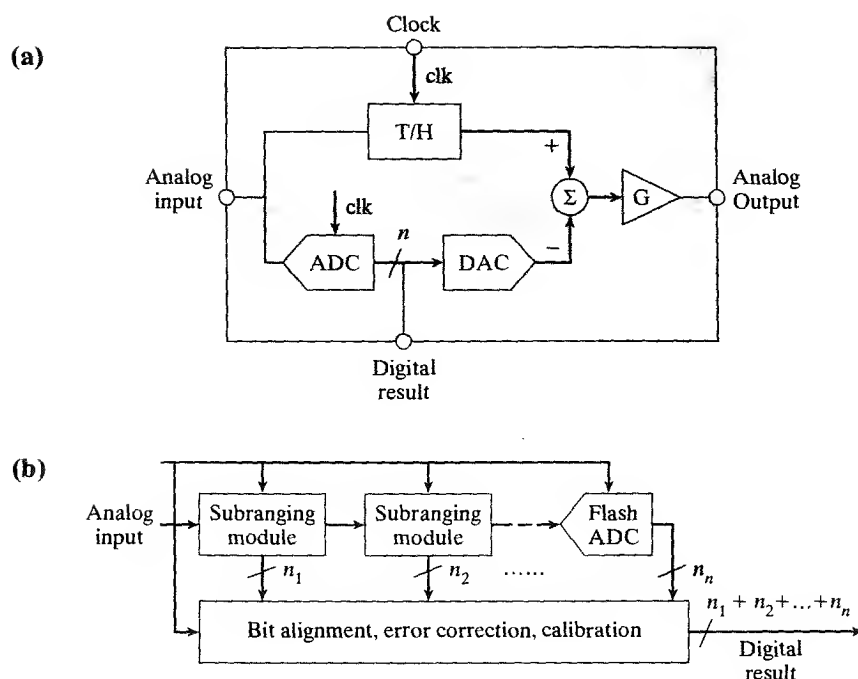 (a)
Clock
clk
T/H
+
Analog
input
clk
n
Σ
G
Analog
Output
ADC
DAC
−
Digital
result
(b)
Analog
input
Subranging
module
Subranging
module
Flash
ADC
n1
n2
......
nn
Bit alignment, error correction, calibration
n1 + n2+...+nn
Digital
result